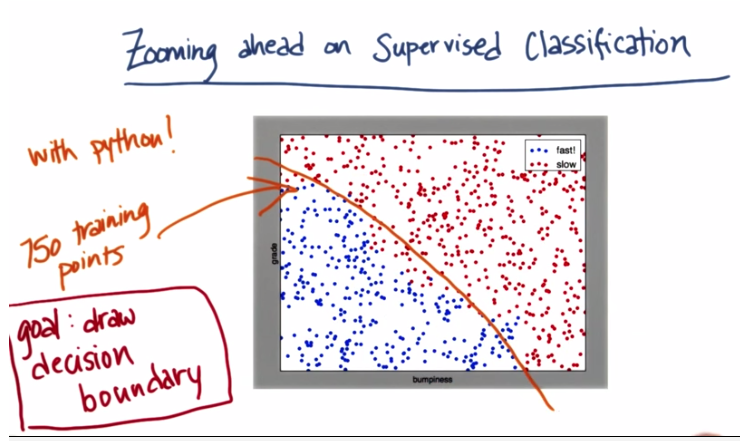 Zooming ahead on Supervised Classification
with python!
750 training
points
goal: draw
decision
boundary
fast!
slow
grade
bumpiness